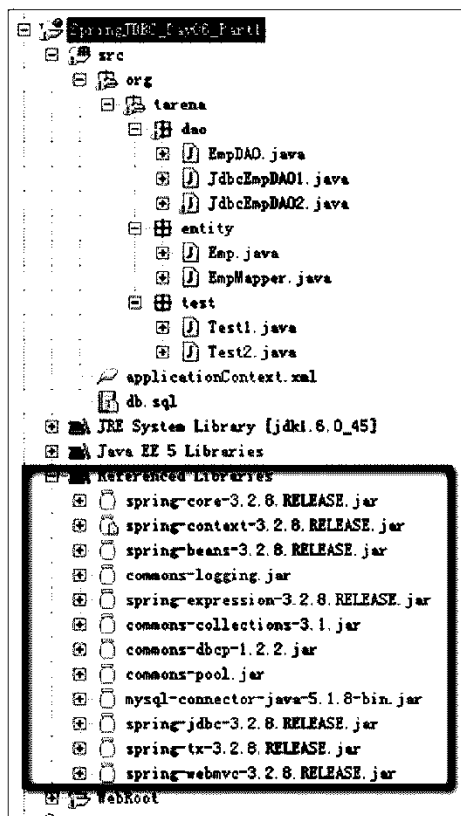 SpringJDBC_Day06_Part1
src
org
tarena
dao
EmpDAO.java
JdbcEmpDAO1.java
JdbcEmpDAO2.java
entity
Emp.java
EmpMapper.java
test
Test1.java
Test2.java
applicationContext.xml
db.sql
JRE System Library [jdk1.6.0_45]
Java EE 5 Libraries
Referenced Libraries
spring-core-3.2.8.RELEASE.jar
spring-context-3.2.8.RELEASE.jar
spring-beans-3.2.8.RELEASE.jar
commons-logging.jar
spring-expression-3.2.8.RELEASE.jar
commons-collections-3.1.jar
commons-dbcp-1.2.2.jar
commons-pool.jar
mysql-connector-java-5.1.8-bin.jar
spring-jdbc-3.2.8.RELEASE.jar
spring-tx-3.2.8.RELEASE.jar
spring-webmvc-3.2.8.RELEASE.jar
WebRoot